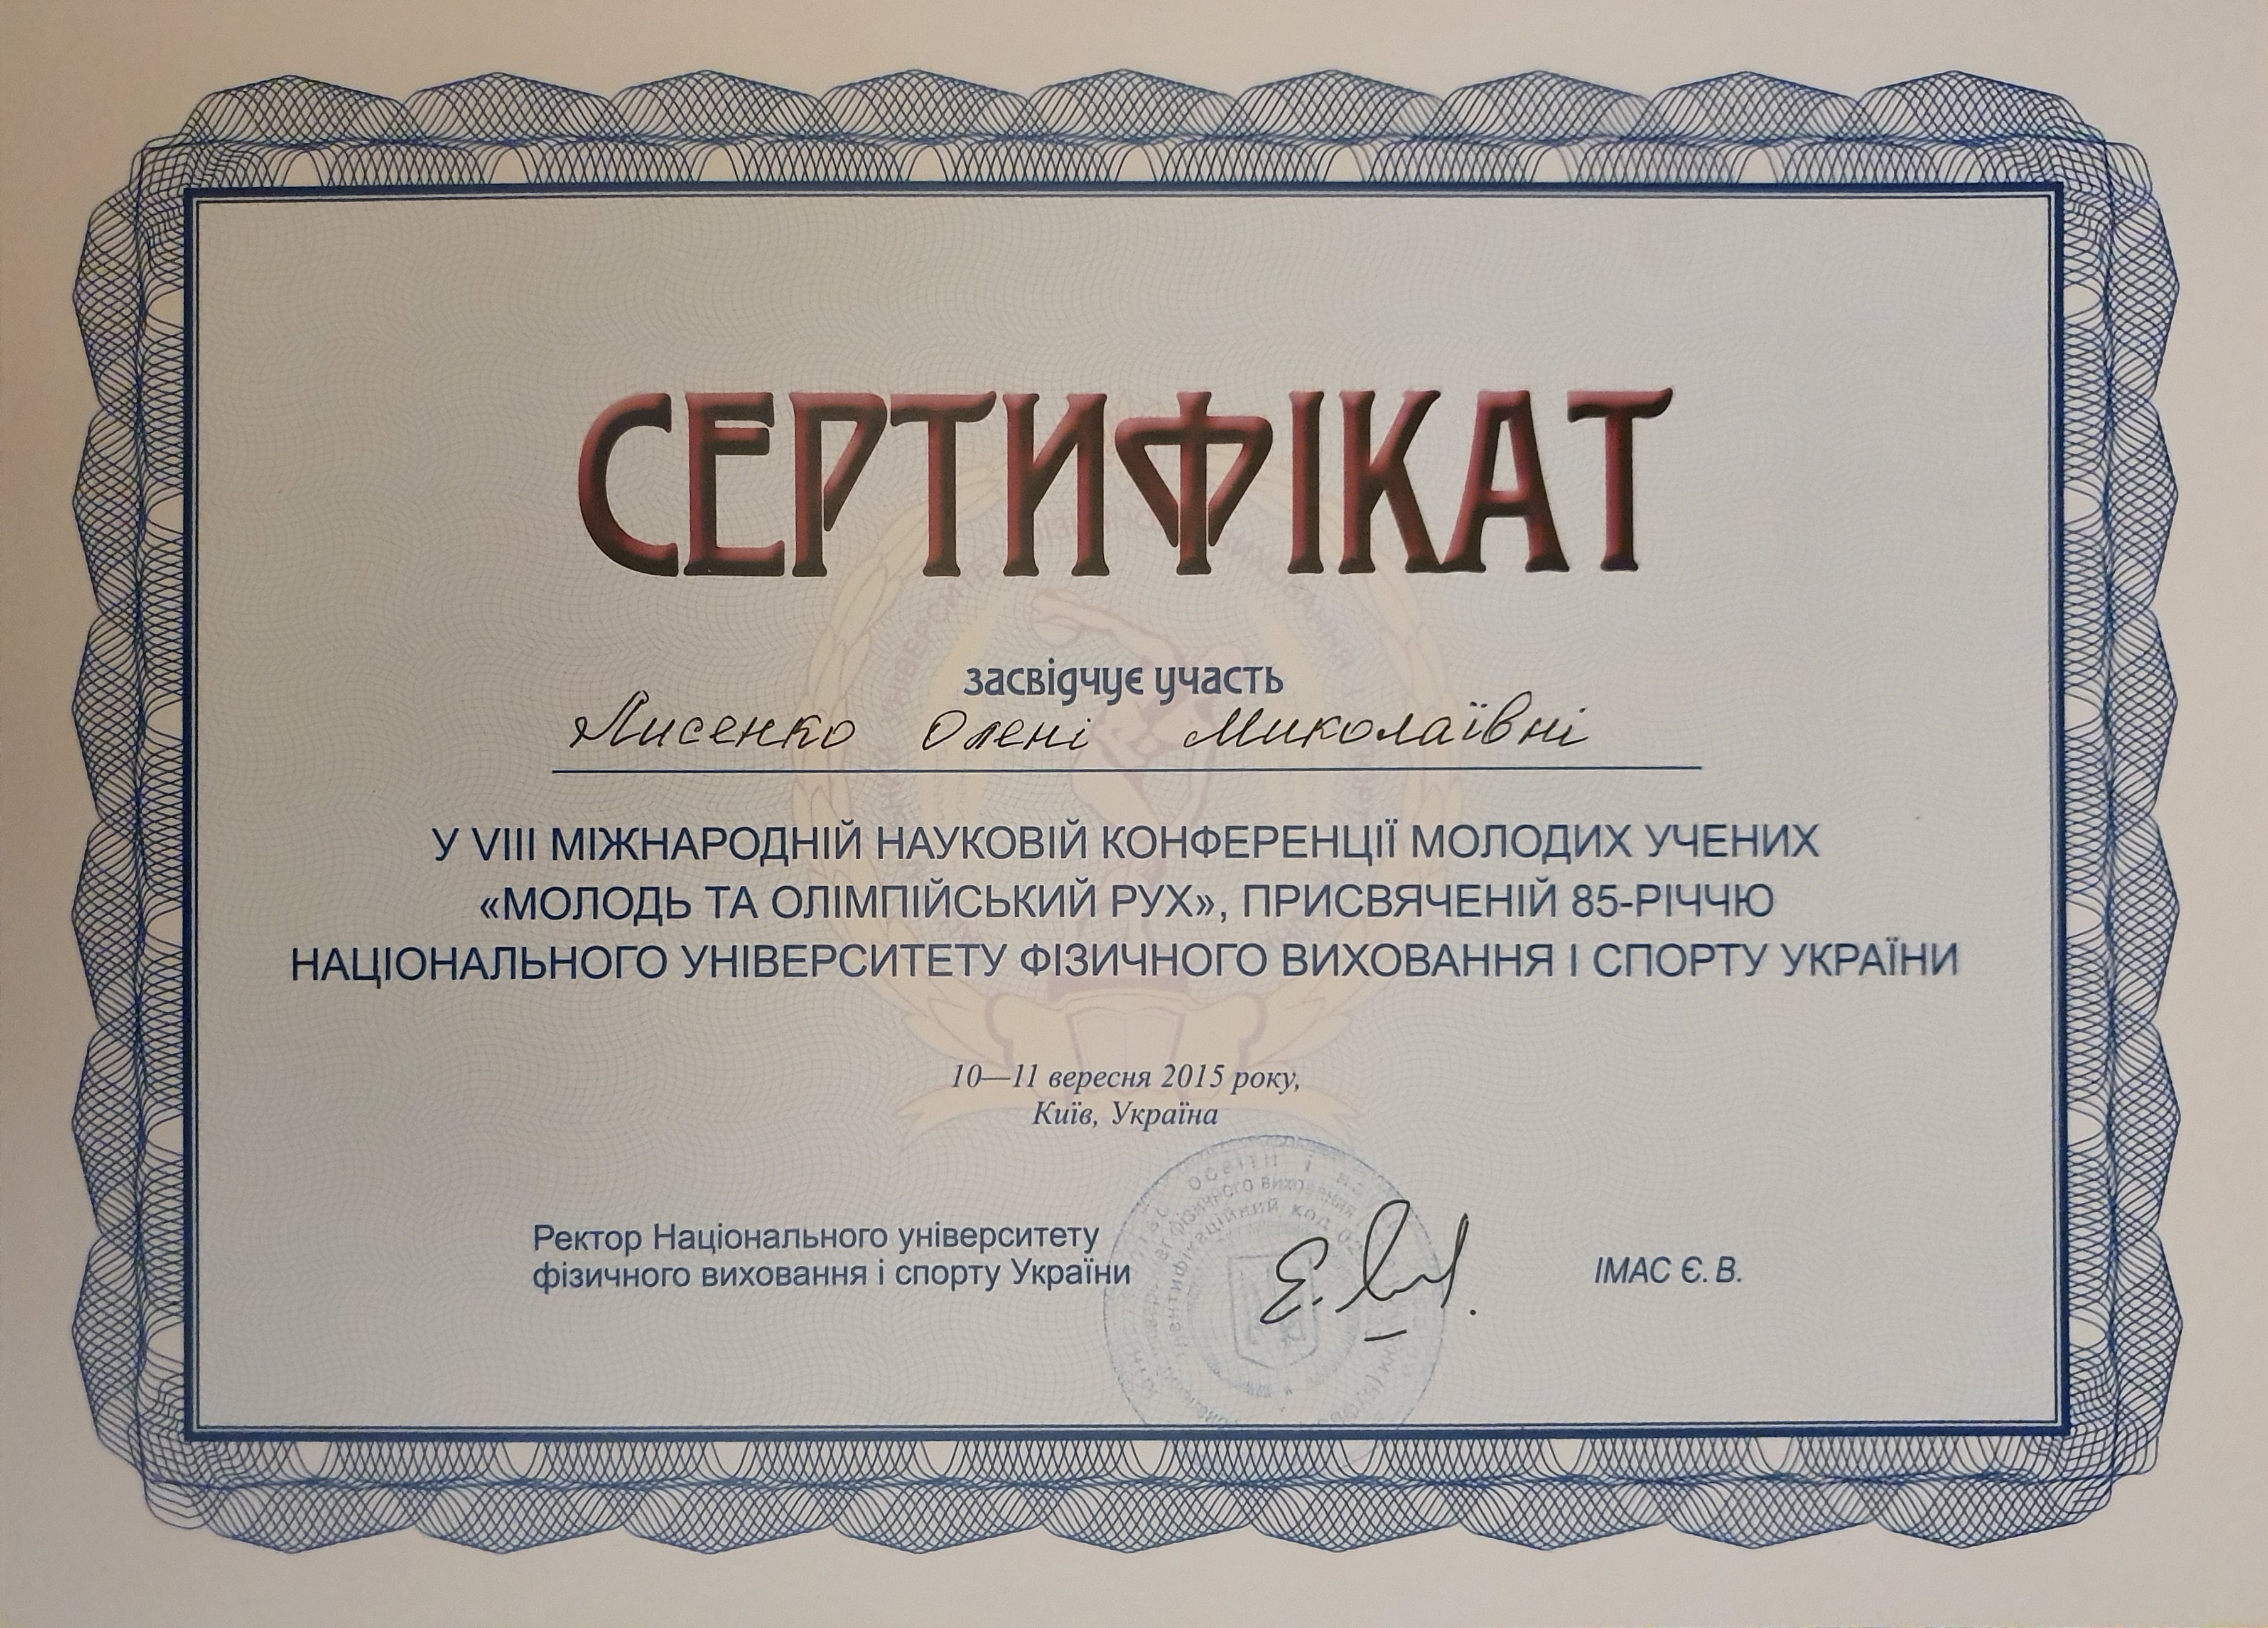 СЕРТИФІКАТ
засвідчує участь
Лисенко Олені Миколаївні
У VIII МІЖНАРОДНІЙ НАУКОВІЙ КОНФЕРЕНЦІЇ МОЛОДИХ УЧЕНИХ
«МОЛОДЬ ТА ОЛІМПІЙСЬКИЙ РУХ», ПРИСВЯЧЕНІЙ 85-РІЧЧЮ
НАЦІОНАЛЬНОГО УНІВЕРСИТЕТУ ФІЗИЧНОГО ВИХОВАННЯ І СПОРТУ УКРАЇНИ
10—11 вересня 2015 року,
Київ, Україна
Ректор Національного університету
фізичного виховання і спорту України
ІМАС Є. В.